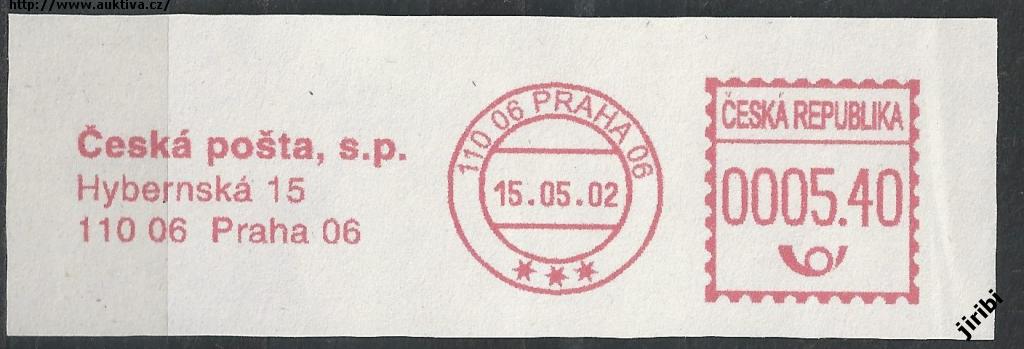 http://www.auktiva.cz/
Česká pošta, s.p.
Hybernská 15
110 06 Praha 06
110 06 PRAHA 06
15.05.02
***
ČESKÁ REPUBLIKA
0005.40
jiribi